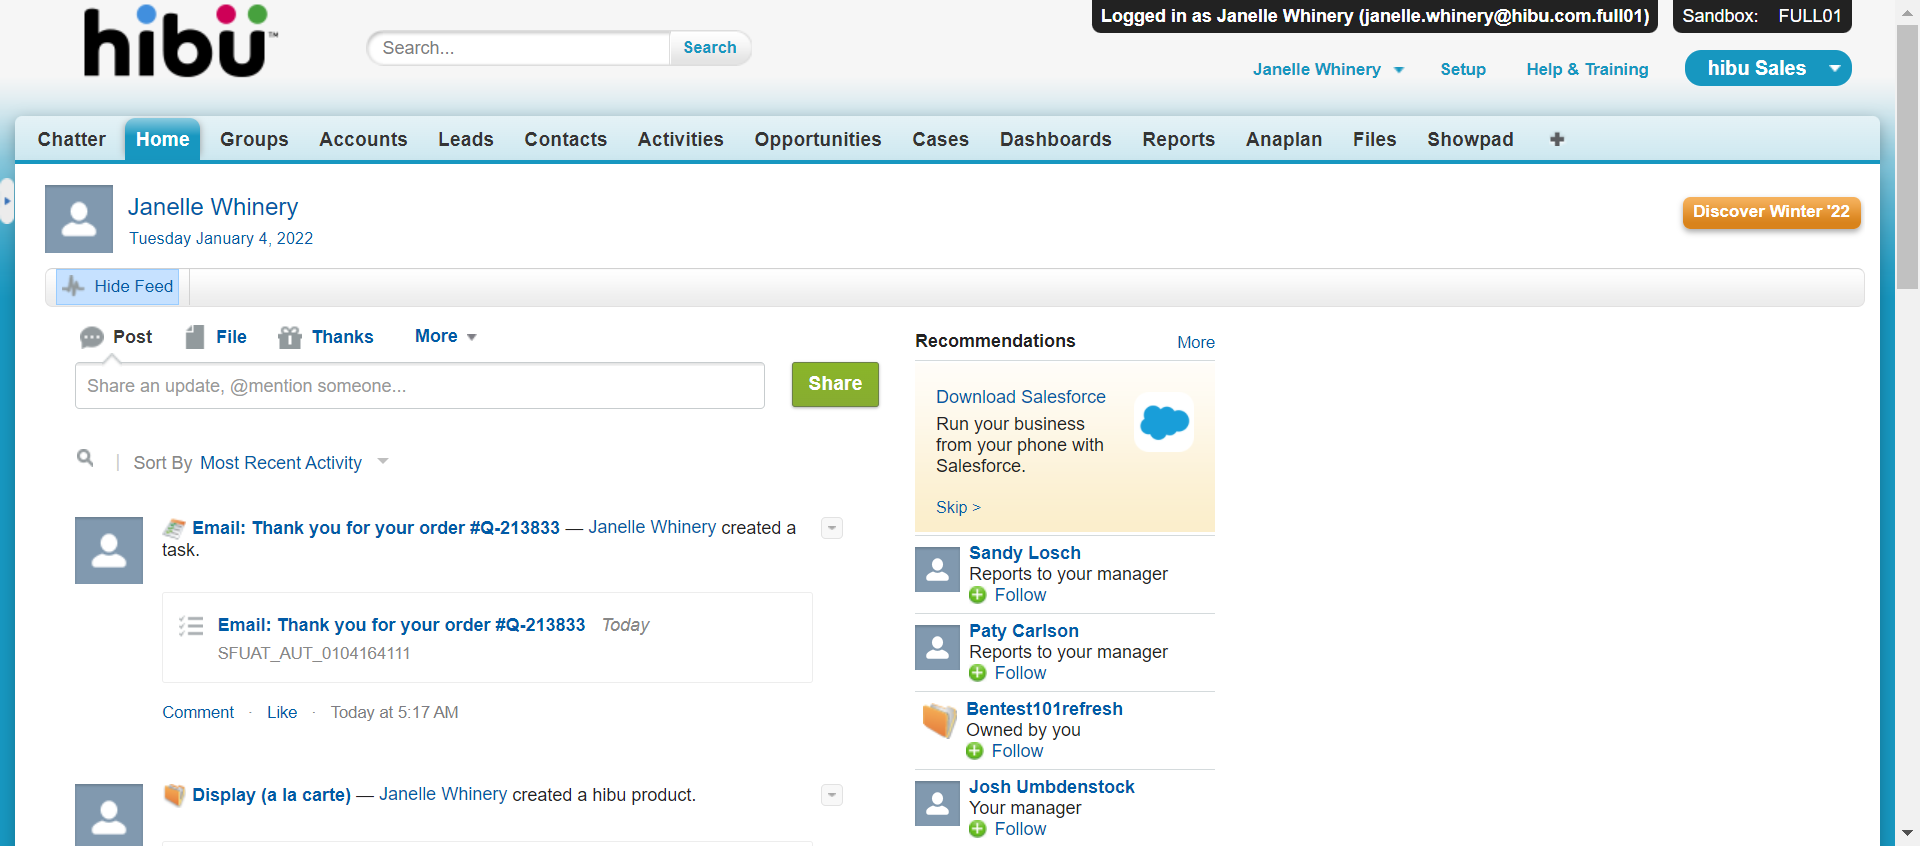 hibu™
Search...
Search
Logged in as Janelle Whinery (janelle.whinery@hibu.com.full01)
Sandbox: FULL01
Janelle Whinery
Setup
Help & Training
hibu Sales
Chatter
Home
Groups
Accounts
Leads
Contacts
Activities
Opportunities
Cases
Dashboards
Reports
Anaplan
Files
Showpad
Janelle Whinery
Tuesday January 4, 2022
Discover Winter '22
Hide Feed
Post
File
Thanks
More
Share an update, @mention someone...
Share
Sort By Most Recent Activity
Email: Thank you for your order #Q-213833 — Janelle Whinery created a
task.
Email: Thank you for your order #Q-213833 Today
SFUAT_AUT_0104164111
Comment · Like · Today at 5:17 AM
Display (a la carte) — Janelle Whinery created a hibu product.
Recommendations
More
Download Salesforce
Run your business
from your phone with
Salesforce.
Skip >
Sandy Losch
Reports to your manager
Follow
Paty Carlson
Reports to your manager
Follow
Bentest101refresh
Owned by you
Follow
Josh Umbdenstock
Your manager
Follow